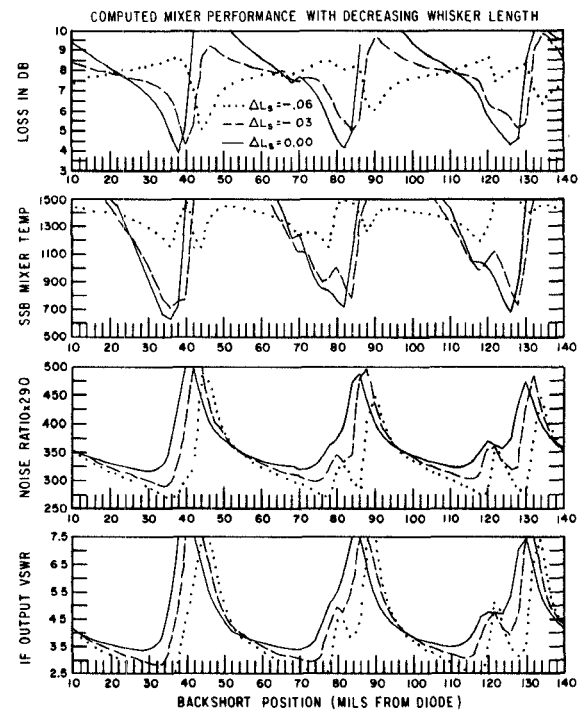 COMPUTED MIXER PERFORMANCE WITH DECREASING WHISKER LENGTH
LOSS IN DB
10
9
8
7
6
5
4
3
ΔLs=-.06
ΔLs=-.03
ΔLs=0.00
10 20 30 40 50 60 70 80 90 100 110 120 130 140
SSB MIXER TEMP
1500
1300
1100
900
700
500
10 20 30 40 50 60 70 80 90 100 110 120 130 140
NOISE RATIO×290
500
450
400
350
300
250
10 20 30 40 50 60 70 80 90 100 110 120 130 140
IF OUTPUT VSWR
7.5
6.5
5.5
4.5
3.5
2.5
10 20 30 40 50 60 70 80 90 100 110 120 130 140
BACKSHORT POSITION (MILS FROM DIODE)